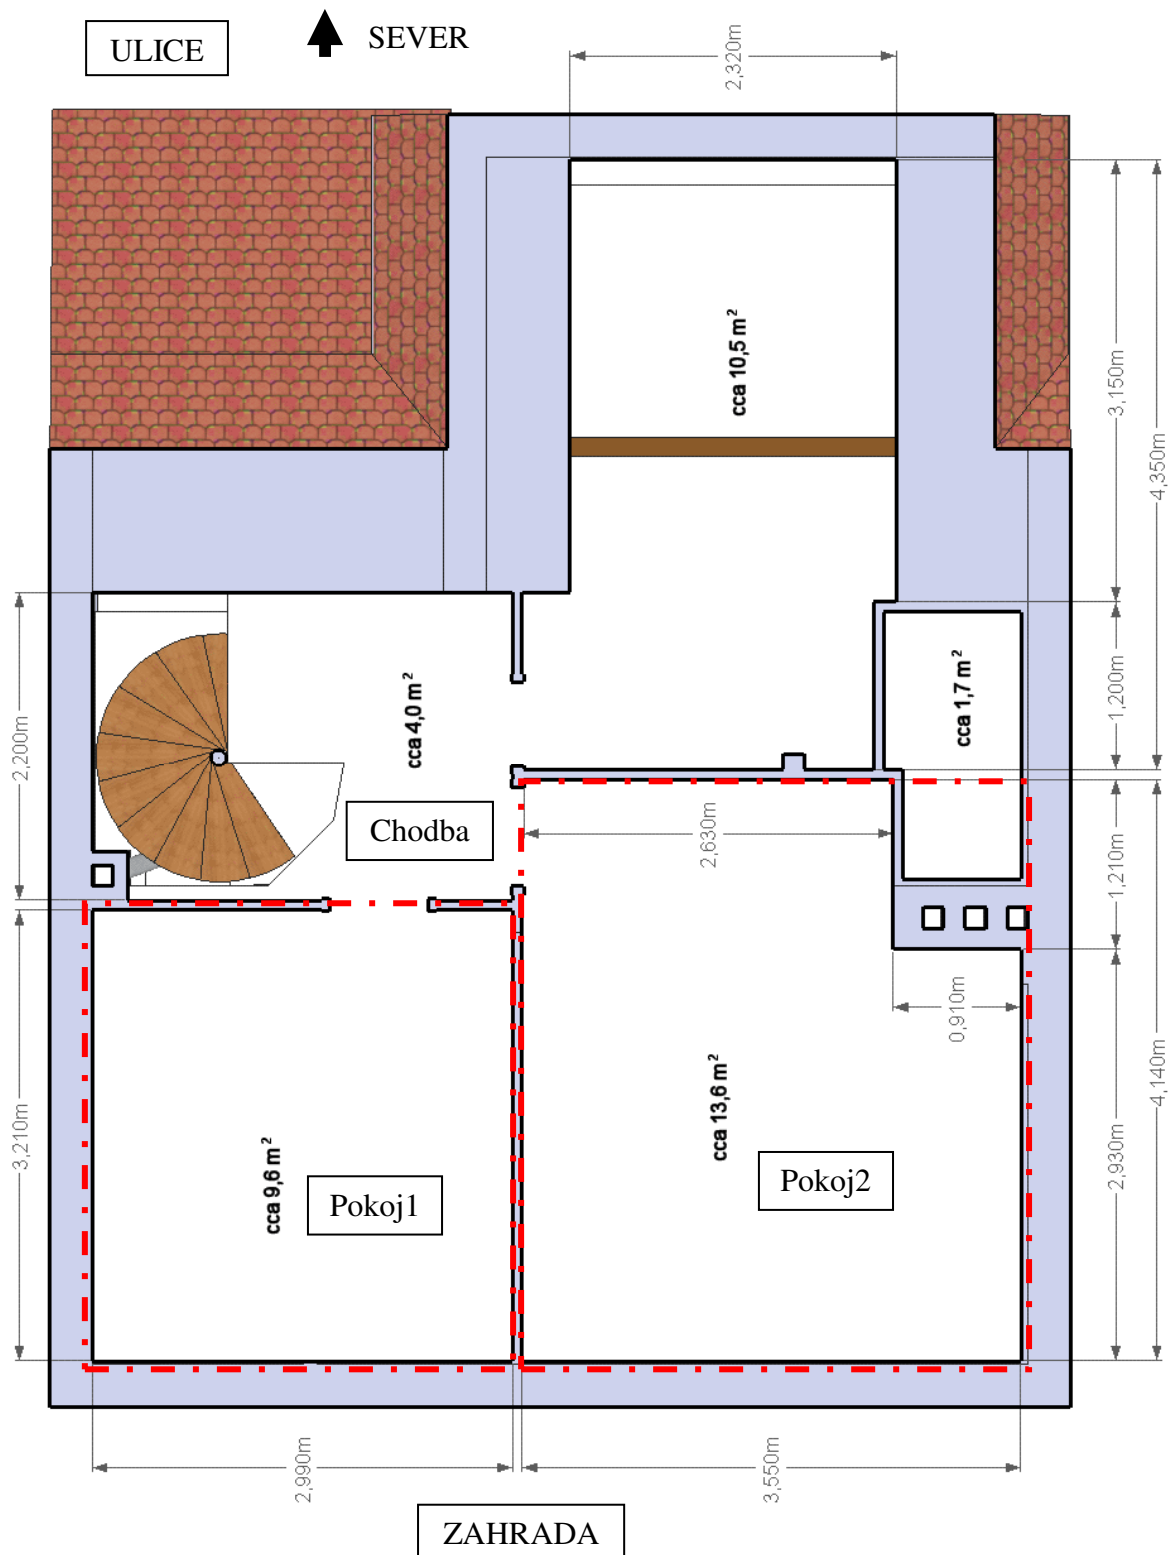 ULICE
SEVER
2,320m
3,150m
4,350m
cca 10,5 m²
2,200m
cca 4,0 m²
cca 1,7 m²
1,200m
Chodba
2,630m
1,210m
0,910m
4,140m
3,210m
cca 9,6 m²
Pokoj1
cca 13,6 m²
Pokoj2
2,930m
2,990m
3,550m
ZAHRADA